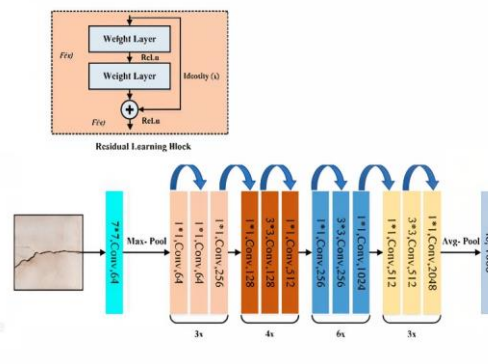 Weight Layer
F(x)
ReLu
Weight Layer
Identity (x)
+
F(x)
ReLu
Residual Learning Block
7*7,Conv,64
Max- Pool
1*1,Conv,64
1*1,Conv,64
1*1,Conv,256
1*1,Conv,128
3*3,Conv,128
1*1,Conv,512
1*1,Conv,256
3*3,Conv,256
1*1,Conv,1024
1*1,Conv,512
3*3,Conv,512
1*1,Conv,2048
Avg- Pool
3x
4x
6x
3x